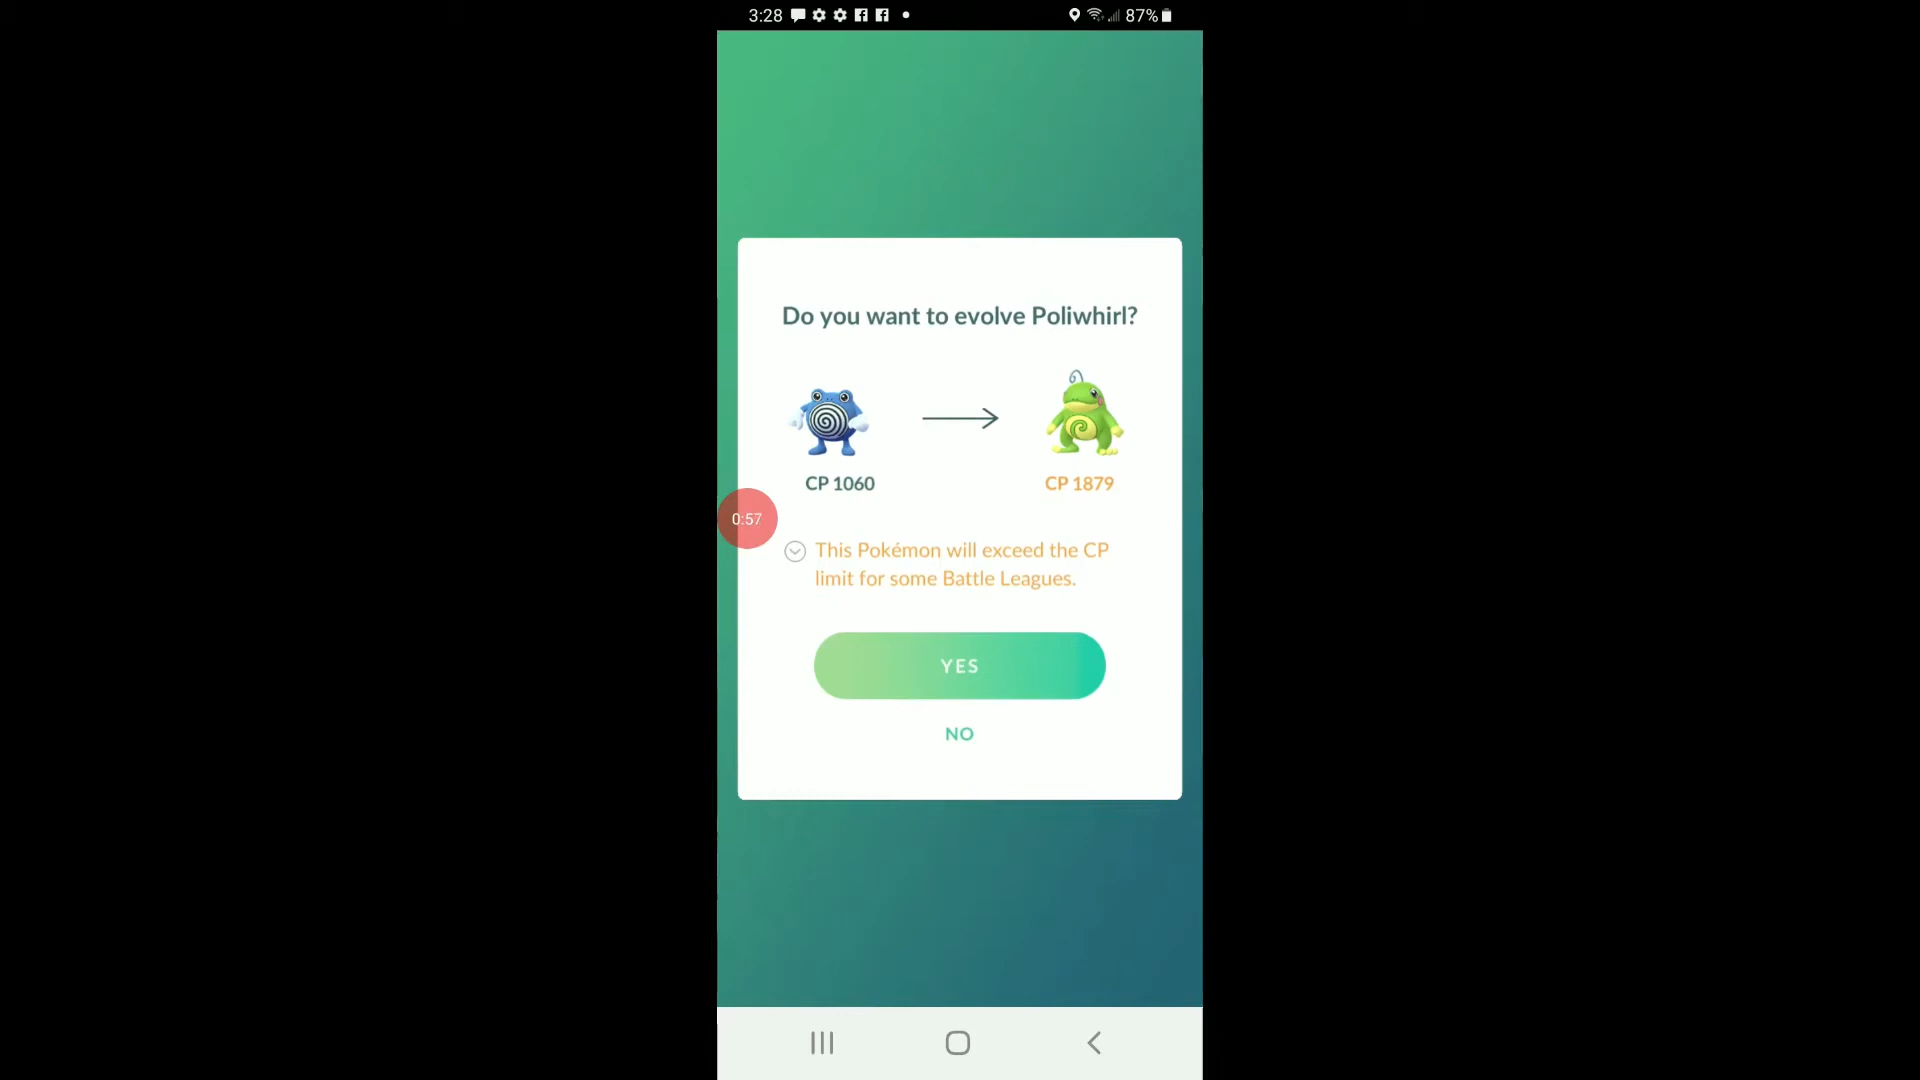 3:28 87%
Do you want to evolve Poliwhirl?
CP 1060 CP 1879
0:57
This Pokémon will exceed the CP
limit for some Battle Leagues.
YES
NO